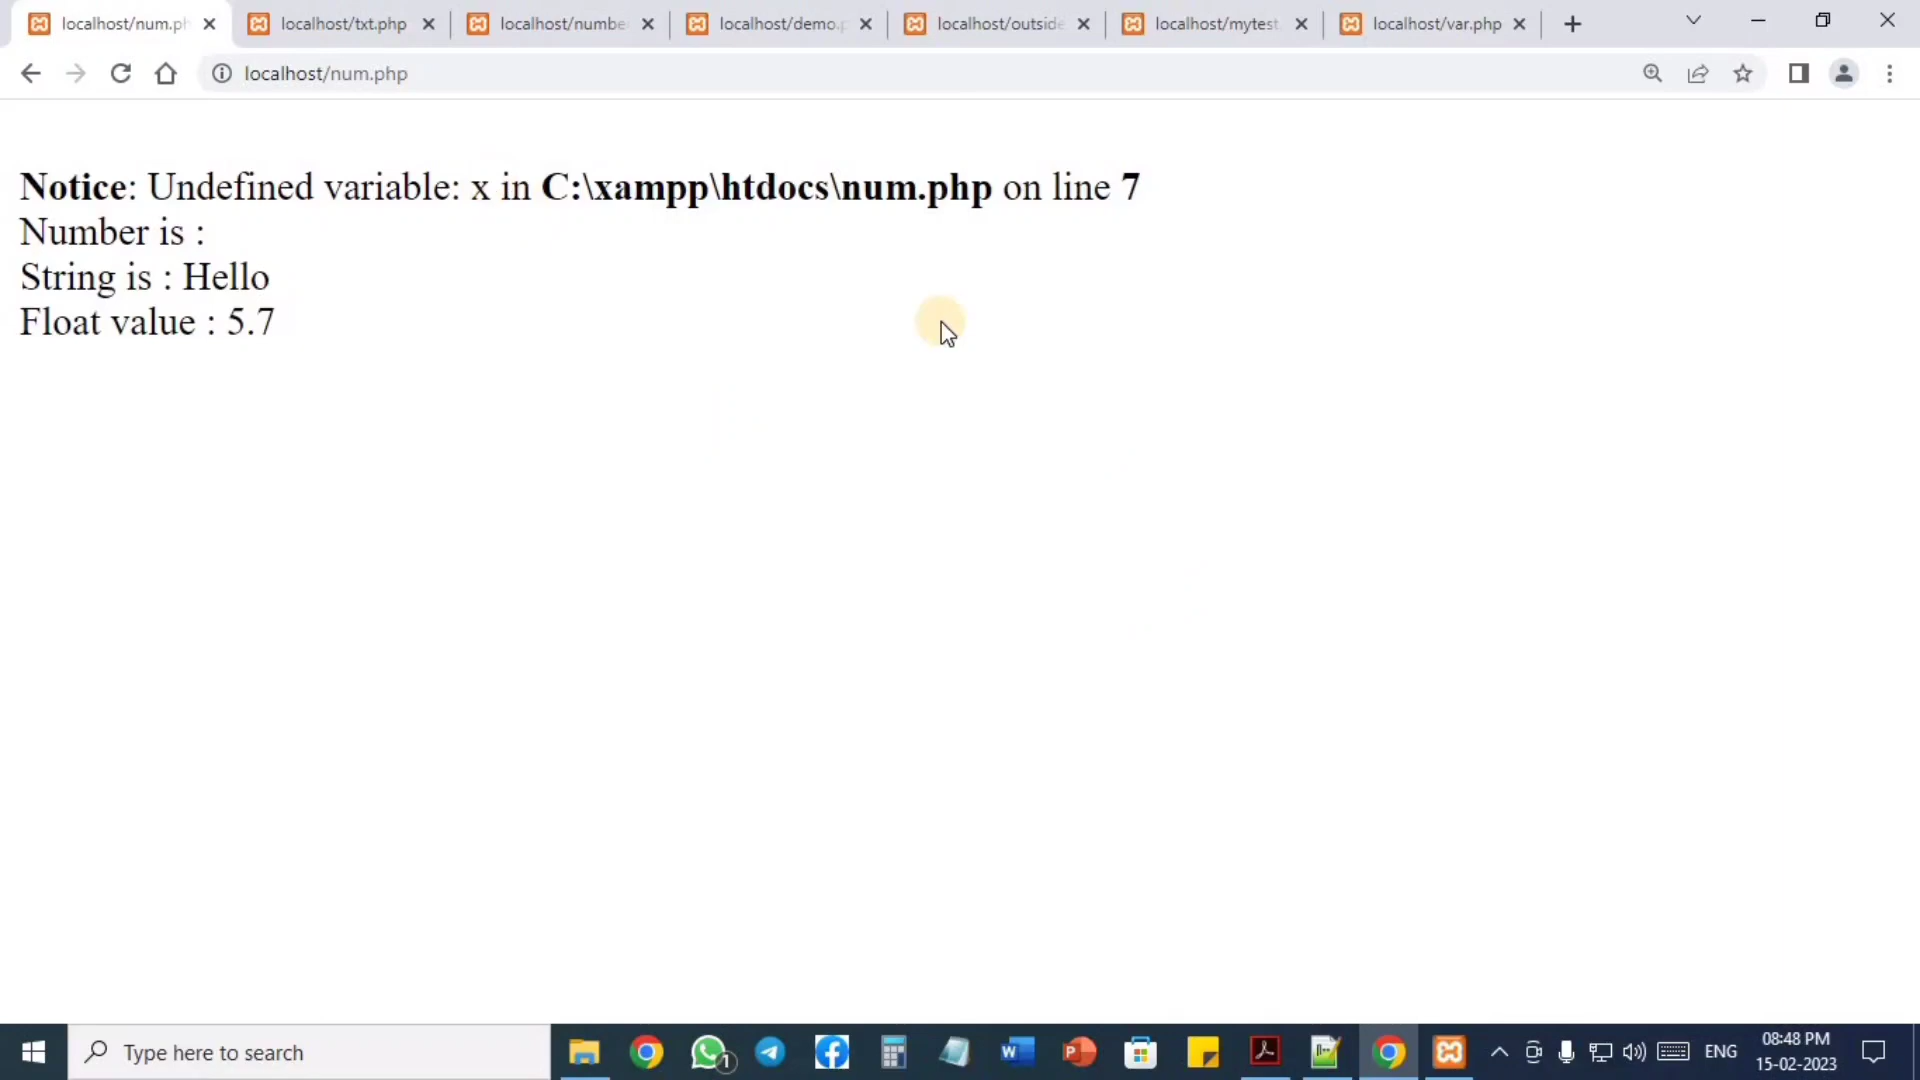 localhost/num.ph
localhost/txt.php
localhost/numbe
localhost/demo.p
localhost/outside
localhost/mytest.
localhost/var.php
localhost/num.php
Notice: Undefined variable: x in C:\xampp\htdocs\num.php on line 7
Number is :
String is : Hello
Float value : 5.7
Type here to search
1
ENG
08:48 PM
15-02-2023